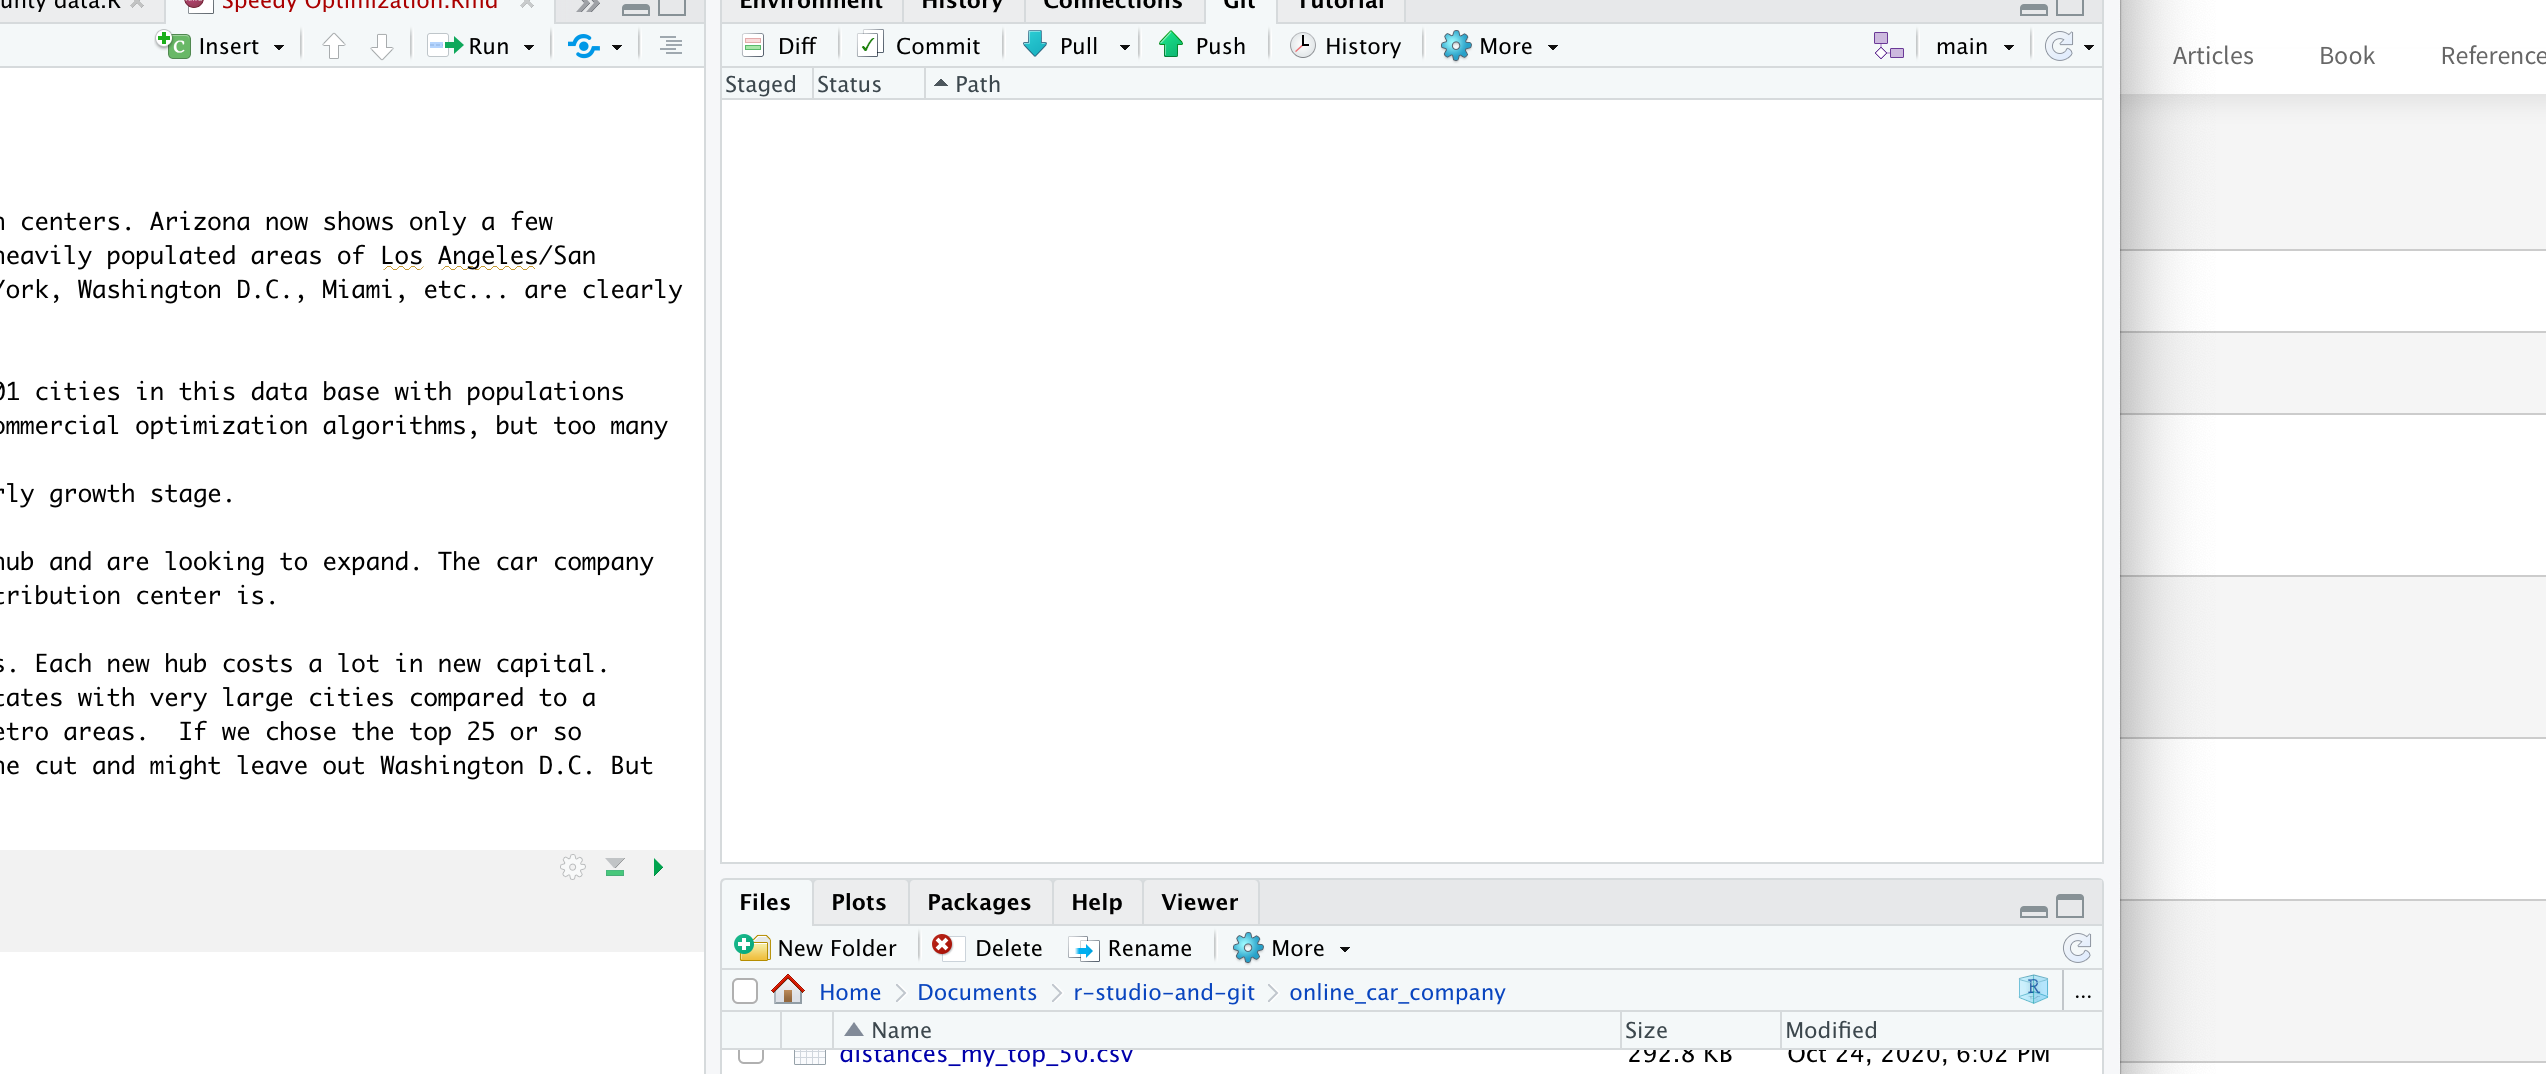 unty data.R Speedy Optimization.Rmd
Insert Run
n centers. Arizona now shows only a few
heavily populated areas of Los Angeles/San
York, Washington D.C., Miami, etc... are clearly
01 cities in this data base with populations
ommercial optimization algorithms, but too many
rly growth stage.
hub and are looking to expand. The car company
tribution center is.
s. Each new hub costs a lot in new capital.
tates with very large cities compared to a
etro areas.  If we chose the top 25 or so
he cut and might leave out Washington D.C. But
Environment History Connections Git Tutorial
Diff Commit Pull Push History More main
Staged Status Path
Files Plots Packages Help Viewer
New Folder Delete Rename More
Home Documents r-studio-and-git online_car_company R ...
Name Size Modified
distances_my_top_50.csv 292.8 KB Oct 24, 2020, 6:02 PM
Articles Book Reference